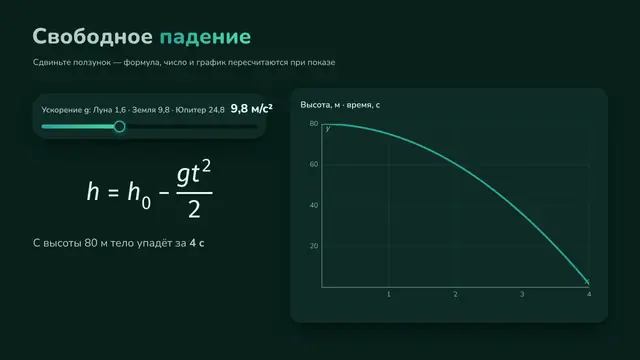 Свободное падение
Сдвиньте ползунок — формула, число и график пересчитаются при показе
Ускорение g: Луна 1,6 · Земля 9,8 · Юпитер 24,8 9,8 м/с²
h = h₀ − gt²/2
С высоты 80 м тело упадёт за 4 с
Высота, м · время, с
80
y
60
40
20
x
1 2 3 4